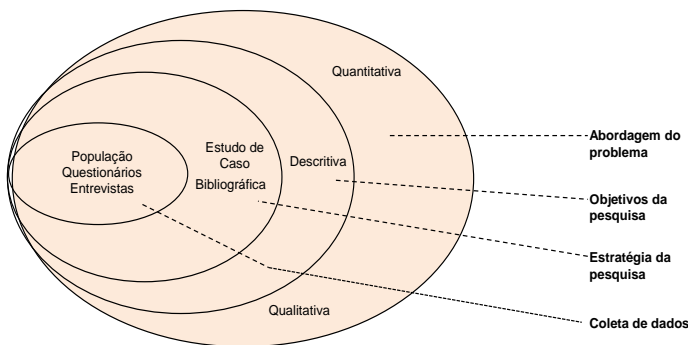 Quantitativa
População
Questionários
Entrevistas
Estudo de
Caso
Bibliográfica
Descritiva
Qualitativa
Abordagem do
problema
Objetivos da
pesquisa
Estratégia da
pesquisa
Coleta de dados